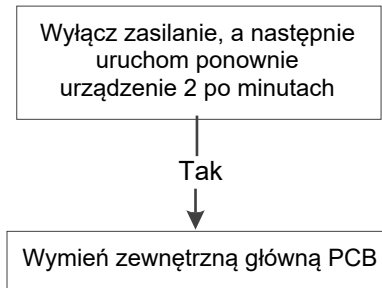 Wyłącz zasilanie, a następnie
uruchom ponownie
urządzenie 2 po minutach
Tak
Wymień zewnętrzną główną PCB